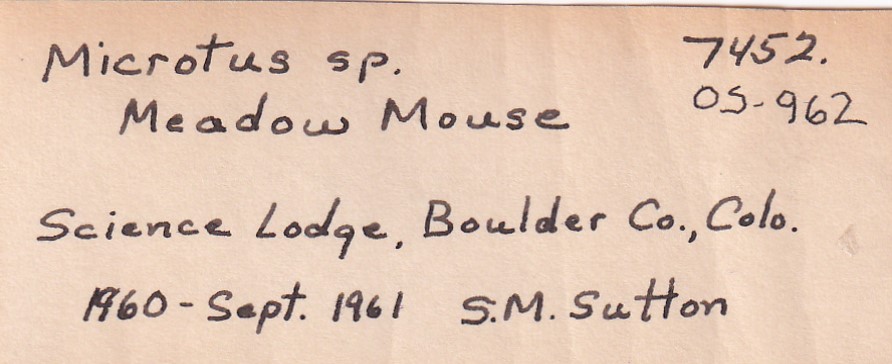 Microtus sp. 7452.
Meadow Mouse OS-962
Science Lodge, Boulder Co., Colo.
1960 - Sept. 1961 S.M. Sutton